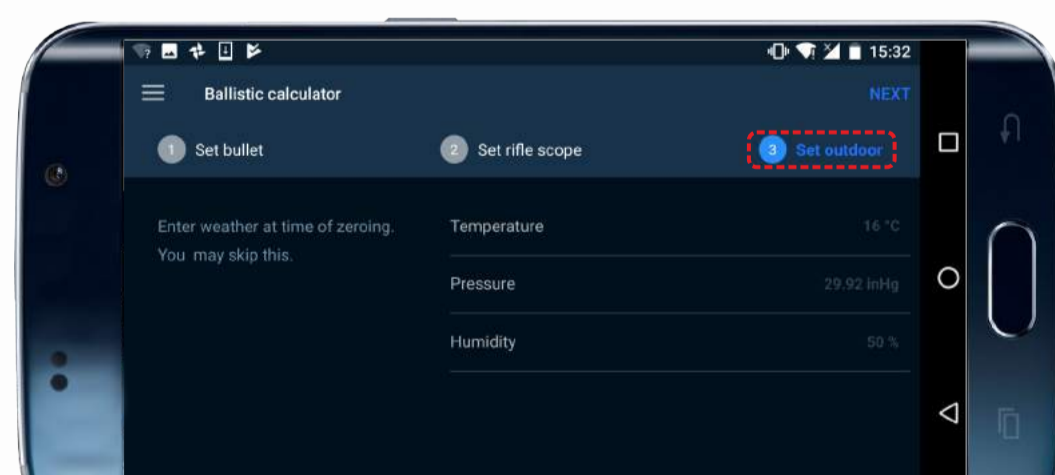 15:32
Ballistic calculator
NEXT
1 Set bullet
2 Set rifle scope
3 Set outdoor
Enter weather at time of zeroing.
You may skip this.
Temperature 16 °C
Pressure 29.92 inHg
Humidity 50 %